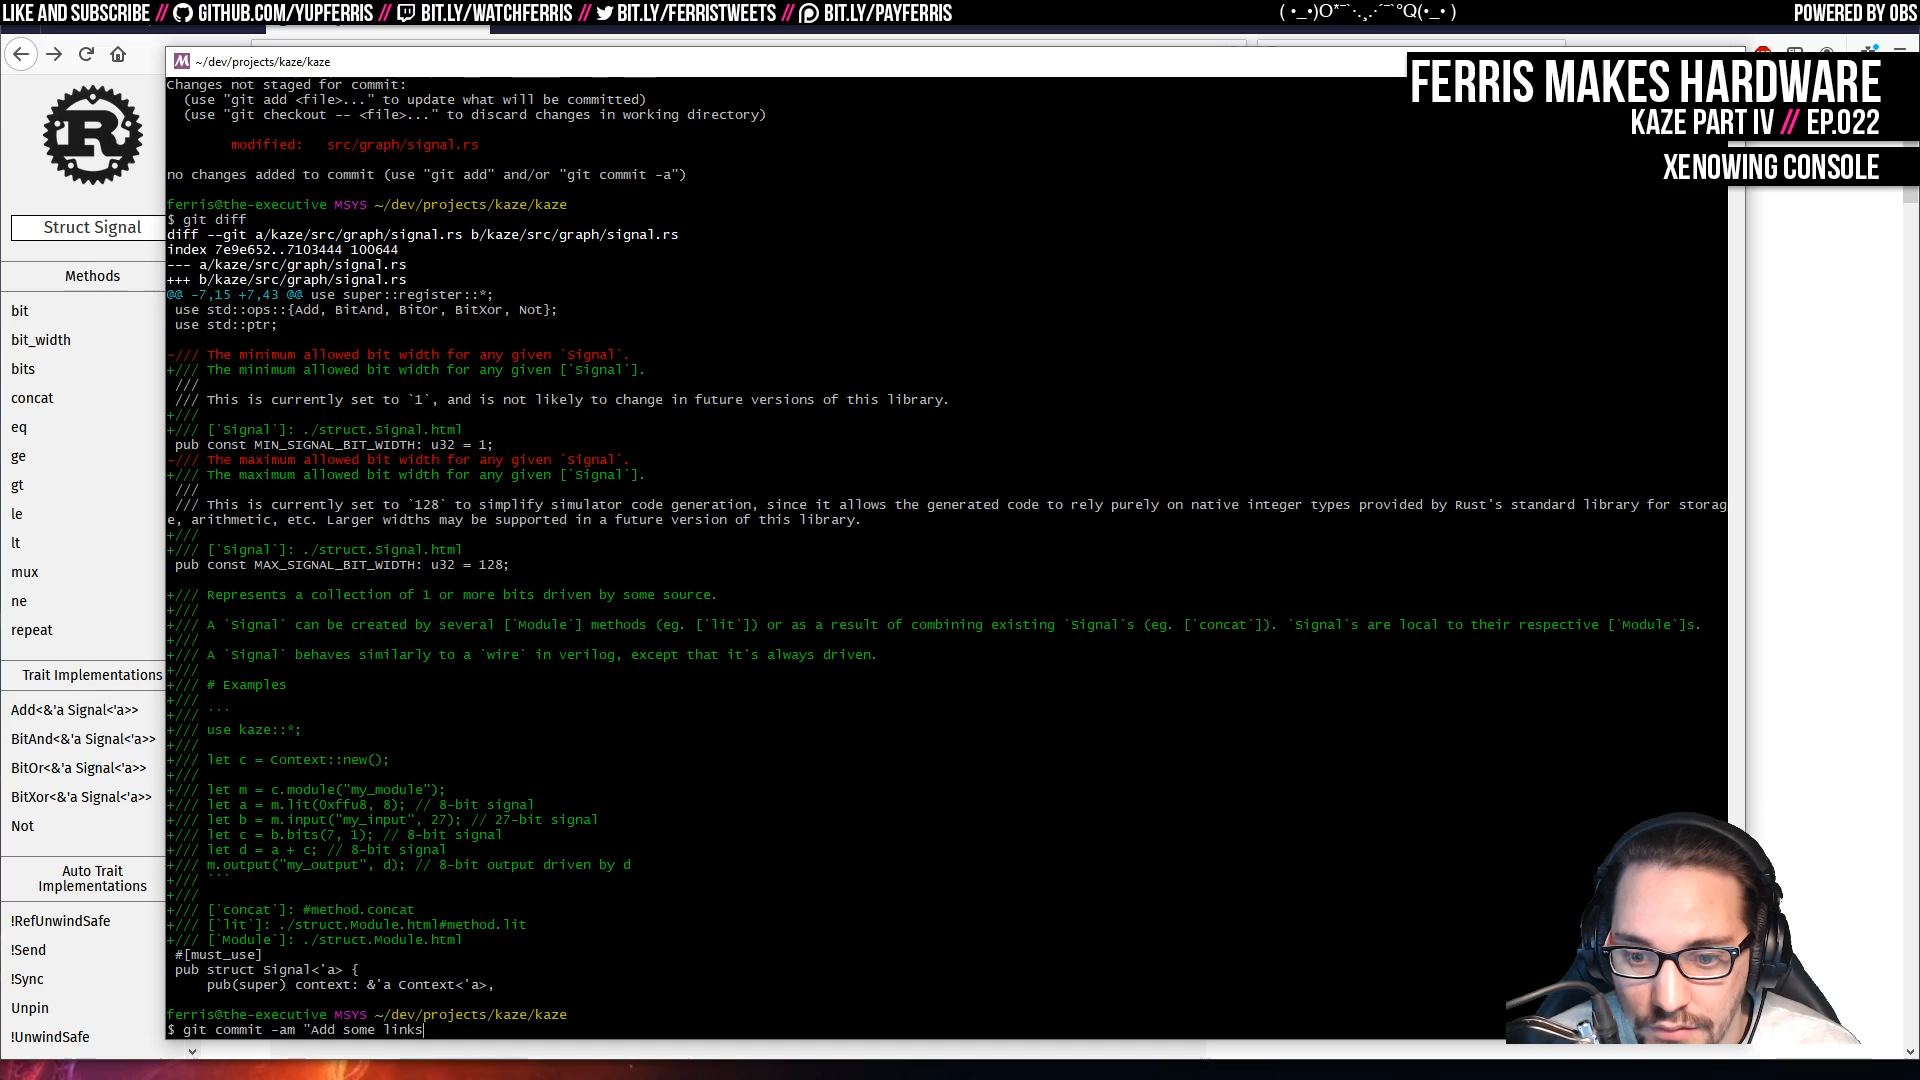 LIKE AND SUBSCRIBE // GITHUB.COM/YUPFERRIS // BIT.LY/WATCHFERRIS // BIT.LY/FERRISTWEETS // BIT.LY/PAYFERRIS
POWERED BY OBS
FERRIS MAKES HARDWARE
KAZE PART IV // EP.022
XENOWING CONSOLE
Struct Signal
Methods
bit
bit_width
bits
concat
eq
ge
gt
le
lt
mux
ne
repeat
Trait Implementations
Add<&'a Signal<'a>>
BitAnd<&'a Signal<'a>>
BitOr<&'a Signal<'a>>
BitXor<&'a Signal<'a>>
Not
Auto Trait
Implementations
!RefUnwindSafe
!Send
!Sync
Unpin
!UnwindSafe
~/dev/projects/kaze/kaze
Changes not staged for commit:
  (use "git add <file>..." to update what will be committed)
  (use "git checkout -- <file>..." to discard changes in working directory)
        modified:   src/graph/signal.rs
no changes added to commit (use "git add" and/or "git commit -a")
ferris@the-executive MSYS ~/dev/projects/kaze/kaze
$ git diff
diff --git a/kaze/src/graph/signal.rs b/kaze/src/graph/signal.rs
index 7e9e652..7103444 100644
--- a/kaze/src/graph/signal.rs
+++ b/kaze/src/graph/signal.rs
@@ -7,15 +7,43 @@ use super::register::*;
 use std::ops::{Add, BitAnd, BitOr, BitXor, Not};
 use std::ptr;
-/// The minimum allowed bit width for any given `Signal`.
+/// The minimum allowed bit width for any given [`Signal`].
 ///
 /// This is currently set to `1`, and is not likely to change in future versions of this library.
+///
+/// [`Signal`]: ./struct.Signal.html
 pub const MIN_SIGNAL_BIT_WIDTH: u32 = 1;
-/// The maximum allowed bit width for any given `Signal`.
+/// The maximum allowed bit width for any given [`Signal`].
 ///
 /// This is currently set to `128` to simplify simulator code generation, since it allows the generated code to rely purely on native integer types provided by Rust's standard library for storag
e, arithmetic, etc. Larger widths may be supported in a future version of this library.
+///
+/// [`Signal`]: ./struct.Signal.html
 pub const MAX_SIGNAL_BIT_WIDTH: u32 = 128;
+/// Represents a collection of 1 or more bits driven by some source.
+///
+/// A `Signal` can be created by several [`Module`] methods (eg. [`lit`]) or as a result of combining existing `Signal`s (eg. [`concat`]). `Signal`s are local to their respective [`Module`]s.
+///
+/// A `Signal` behaves similarly to a `wire` in verilog, except that it's always driven.
+///
+/// # Examples
+///
+/// ```
+/// use kaze::*;
+///
+/// let c = Context::new();
+///
+/// let m = c.module("my_module");
+/// let a = m.lit(0xffu8, 8); // 8-bit signal
+/// let b = m.input("my_input", 27); // 27-bit signal
+/// let c = b.bits(7, 1); // 8-bit signal
+/// let d = a + c; // 8-bit signal
+/// m.output("my_output", d); // 8-bit output driven by d
+/// ```
+///
+/// [`concat`]: #method.concat
+/// [`lit`]: ./struct.Module.html#method.lit
+/// [`Module`]: ./struct.Module.html
 #[must_use]
 pub struct Signal<'a> {
     pub(super) context: &'a Context<'a>,
ferris@the-executive MSYS ~/dev/projects/kaze/kaze
$ git commit -am "Add some links